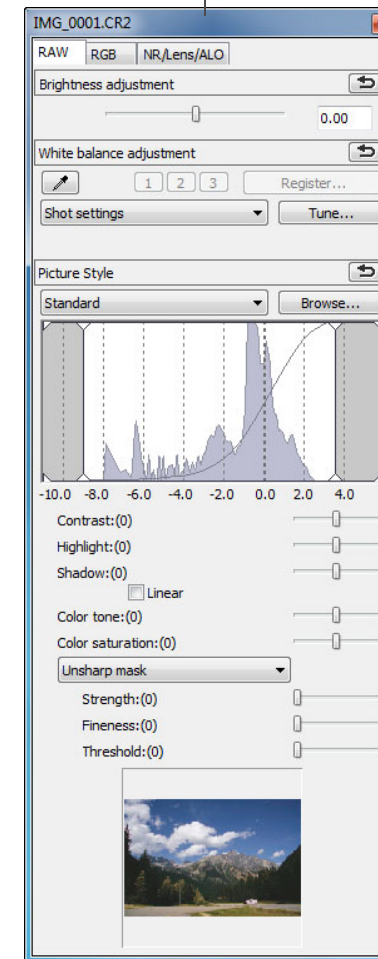 IMG_0001.CR2
RAW RGB NR/Lens/ALO
Brightness adjustment
0.00
White balance adjustment
1 2 3 Register...
Shot settings Tune...
Picture Style
Standard Browse...
-10.0 -8.0 -6.0 -4.0 -2.0 0.0 2.0 4.0
Contrast:(0)
Highlight:(0)
Shadow:(0)
Linear
Color tone:(0)
Color saturation:(0)
Unsharp mask
Strength:(0)
Fineness:(0)
Threshold:(0)